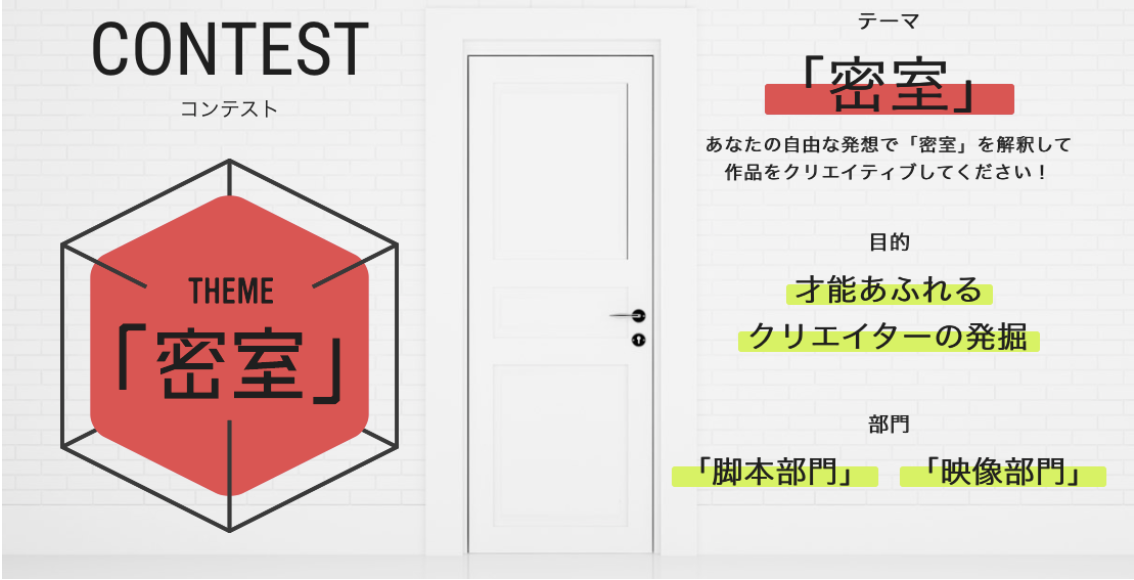 CONTEST
コンテスト
THEME
「密室」
テーマ
「密室」
あなたの自由な発想で「密室」を解釈して
作品をクリエイティブしてください！
目的
才能あふれる
クリエイターの発掘
部門
「脚本部門」 「映像部門」